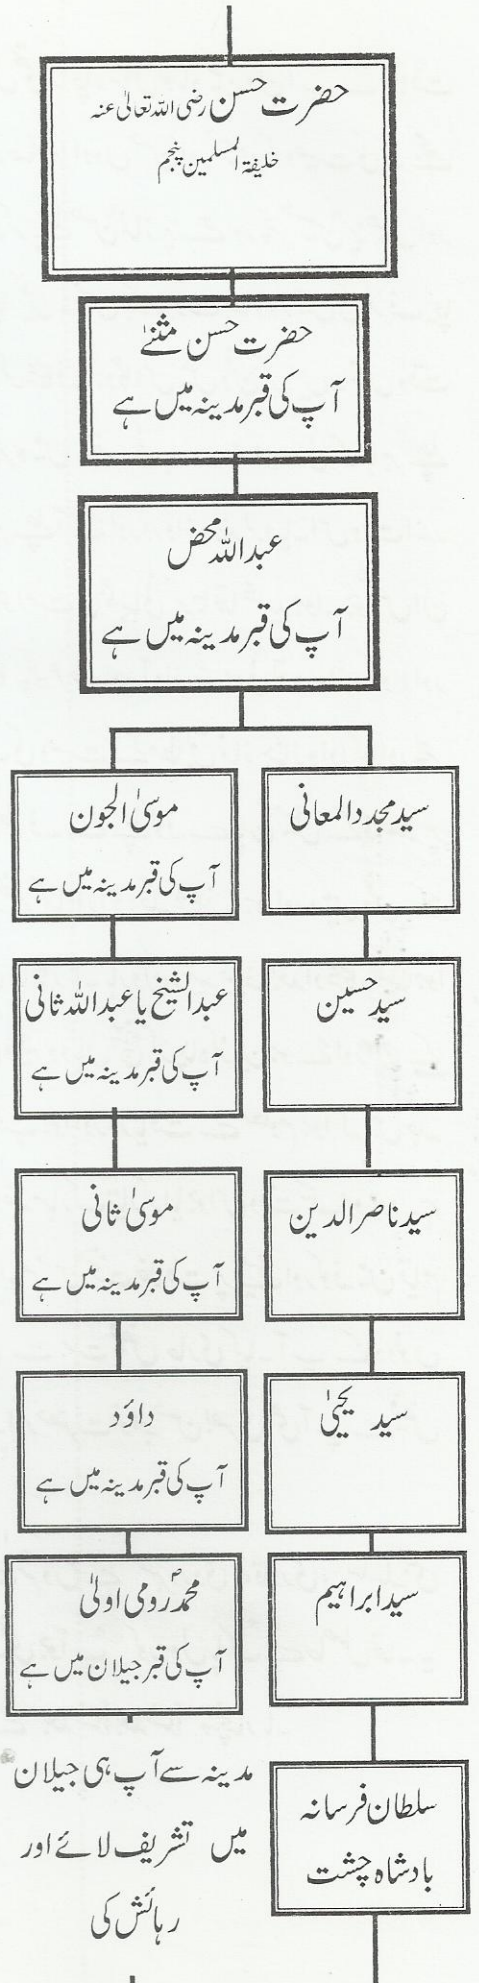 حضرت حسن رضی اللہ تعالیٰ عنہ
خلیفۃ المسلمین پنجم
حضرت حسن مثنےٰ
آپ کی قبر مدینہ میں ہے
عبداللہ محض
آپ کی قبر مدینہ میں ہے
سید مجدد المعانی
سید حسین
سید ناصر الدین
سید یحییٰ
سید ابراہیم
سلطان فرسانہ
بادشاہ چشت
موسیٰ الجون
آپ کی قبر مدینہ میں ہے
عبدالشیخ یا عبداللہ ثانی
آپ کی قبر مدینہ میں ہے
موسیٰ ثانی
آپ کی قبر مدینہ میں ہے
داؤد
آپ کی قبر مدینہ میں ہے
محمدؐ رومی اولیٰ
آپ کی قبر جیلان میں ہے
مدینہ سے آپ ہی جیلان
میں تشریف لائے اور
رہائش کی